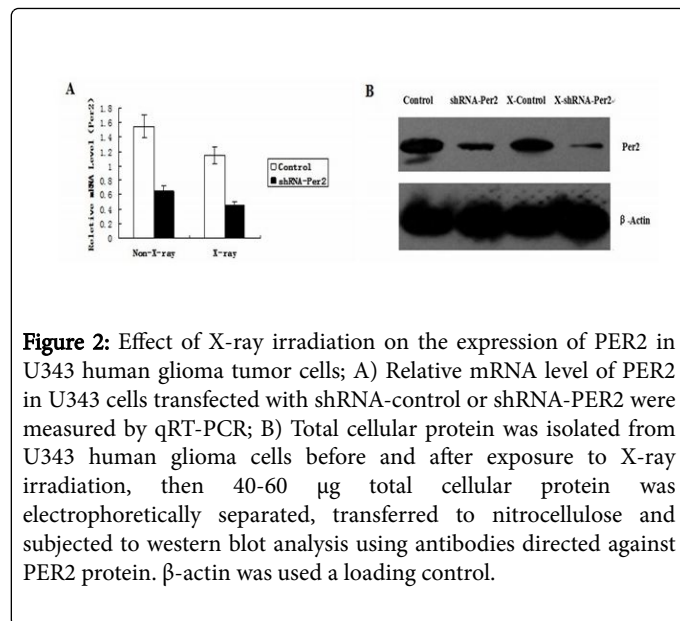 A
Reletive mRNA Level (Per2)
1.8
1.6
1.4
1.2
1
0.8
0.6
0.4
0.2
0
Non-X-ray X-ray
Control
shRNA-Per2
B
Control shRNA-Per2 X-Control X-shRNA-Per2
Per2
β-Actin
Figure 2: Effect of X-ray irradiation on the expression of PER2 in
U343 human glioma tumor cells; A) Relative mRNA level of PER2
in U343 cells transfected with shRNA-control or shRNA-PER2 were
measured by qRT-PCR; B) Total cellular protein was isolated from
U343 human glioma cells before and after exposure to X-ray
irradiation, then 40-60 μg total cellular protein was
electrophoretically separated, transferred to nitrocellulose and
subjected to western blot analysis using antibodies directed against
PER2 protein. β-actin was used a loading control.